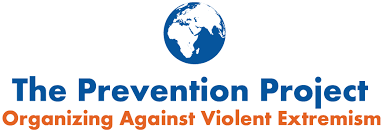 The Prevention Project
Organizing Against Violent Extremism